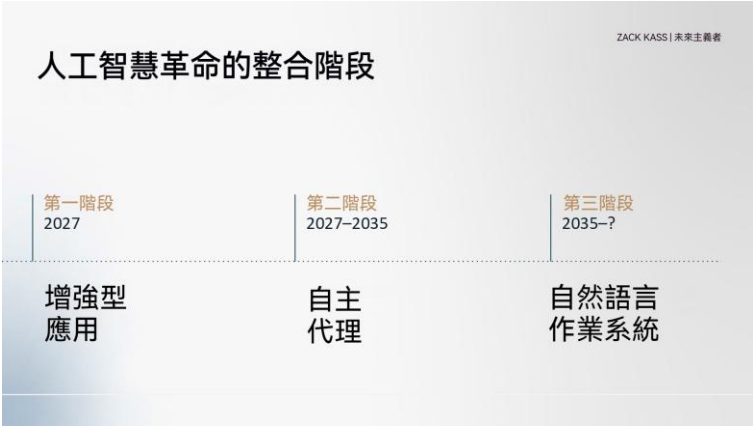 ZACK KASS | 未來主義者
人工智慧革命的整合階段
第一階段
2027
增強型
應用
第二階段
2027–2035
自主
代理
第三階段
2035–?
自然語言
作業系統